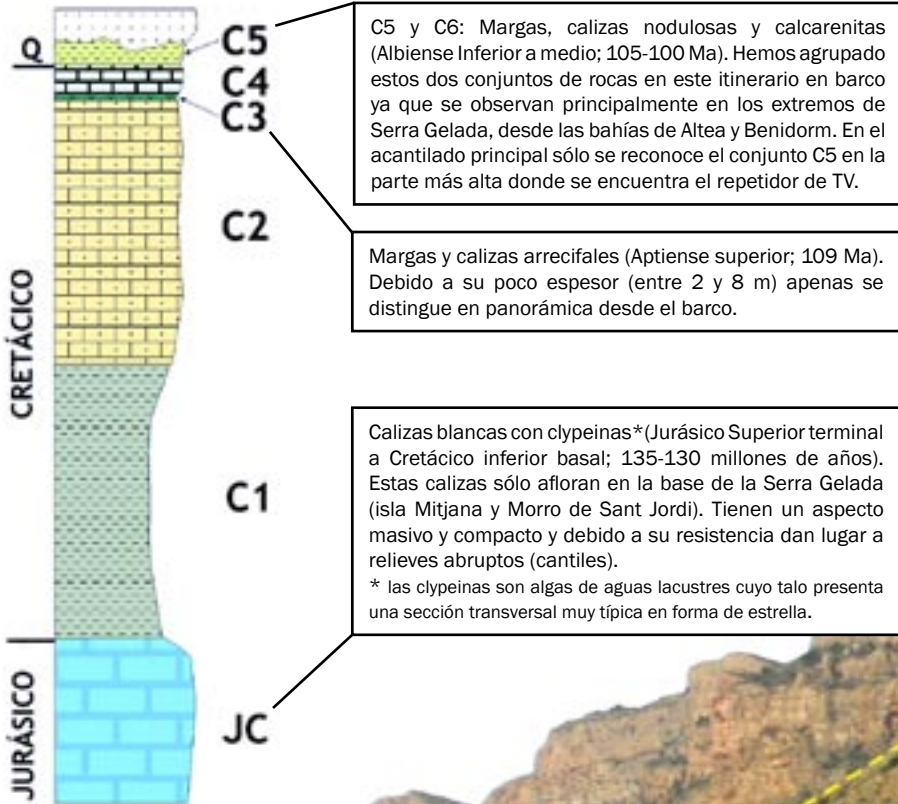 Q
CRETÁCICO
JURÁSICO
C5
C4
C3
C2
C1
JC
C5 y C6: Margas, calizas nodulosas y calcarenitas
(Albiense Inferior a medio; 105-100 Ma). Hemos agrupado
estos dos conjuntos de rocas en este itinerario en barco
ya que se observan principalmente en los extremos de
Serra Gelada, desde las bahías de Altea y Benidorm. En el
acantilado principal sólo se reconoce el conjunto C5 en la
parte más alta donde se encuentra el repetidor de TV.
Margas y calizas arrecifales (Aptiense superior; 109 Ma).
Debido a su poco espesor (entre 2 y 8 m) apenas se
distingue en panorámica desde el barco.
Calizas blancas con clypeinas*(Jurásico Superior terminal
a Cretácico inferior basal; 135-130 millones de años).
Estas calizas sólo afloran en la base de la Serra Gelada
(isla Mitjana y Morro de Sant Jordi). Tienen un aspecto
masivo y compacto y debido a su resistencia dan lugar a
relieves abruptos (cantiles).
* las clypeinas son algas de aguas lacustres cuyo talo presenta
una sección transversal muy típica en forma de estrella.